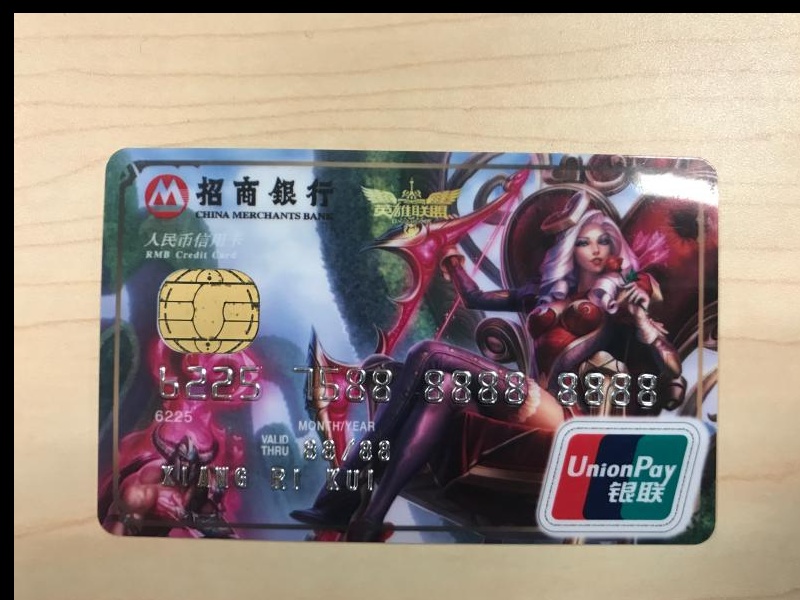 招商銀行
CHINA MERCHANTS BANK
英雄联盟
人民币信用卡
RMB Credit Card
6225 7588 8888 8888
6225
MONTH/YEAR
VALID THRU 88/88
XIANG RI KUI
UnionPay
银联